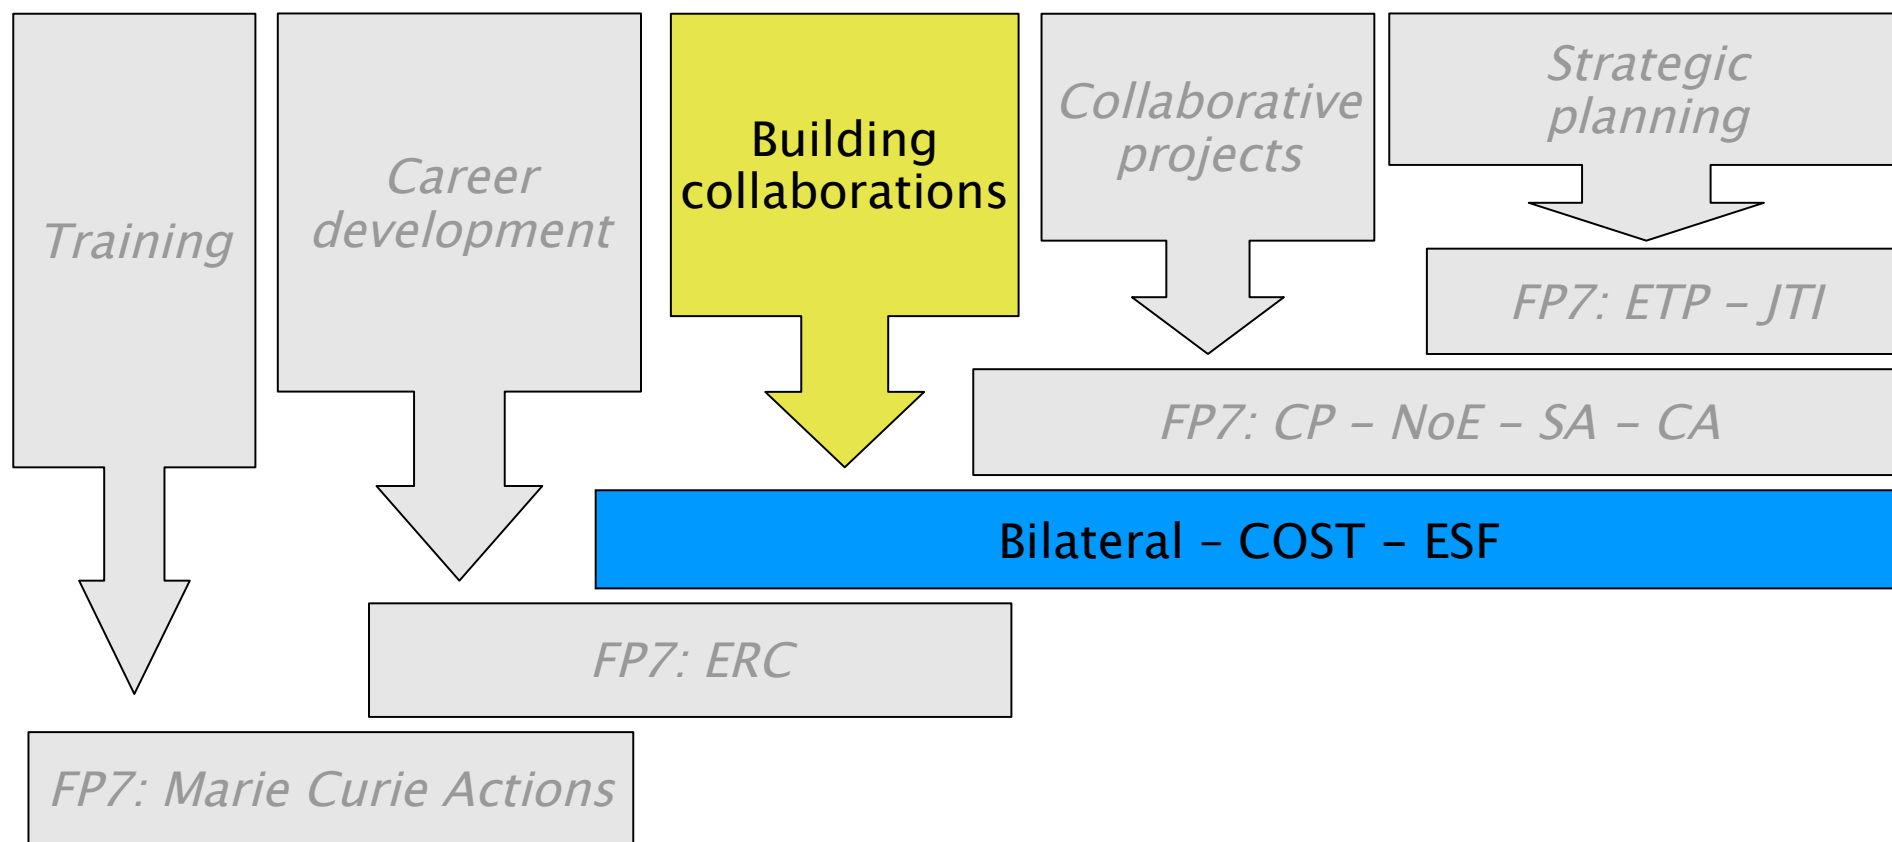 Training
Career
development
Building
collaborations
Collaborative
projects
Strategic
planning
FP7: ETP – JTI
FP7: CP – NoE – SA – CA
Bilateral – COST – ESF
FP7: ERC
FP7: Marie Curie Actions